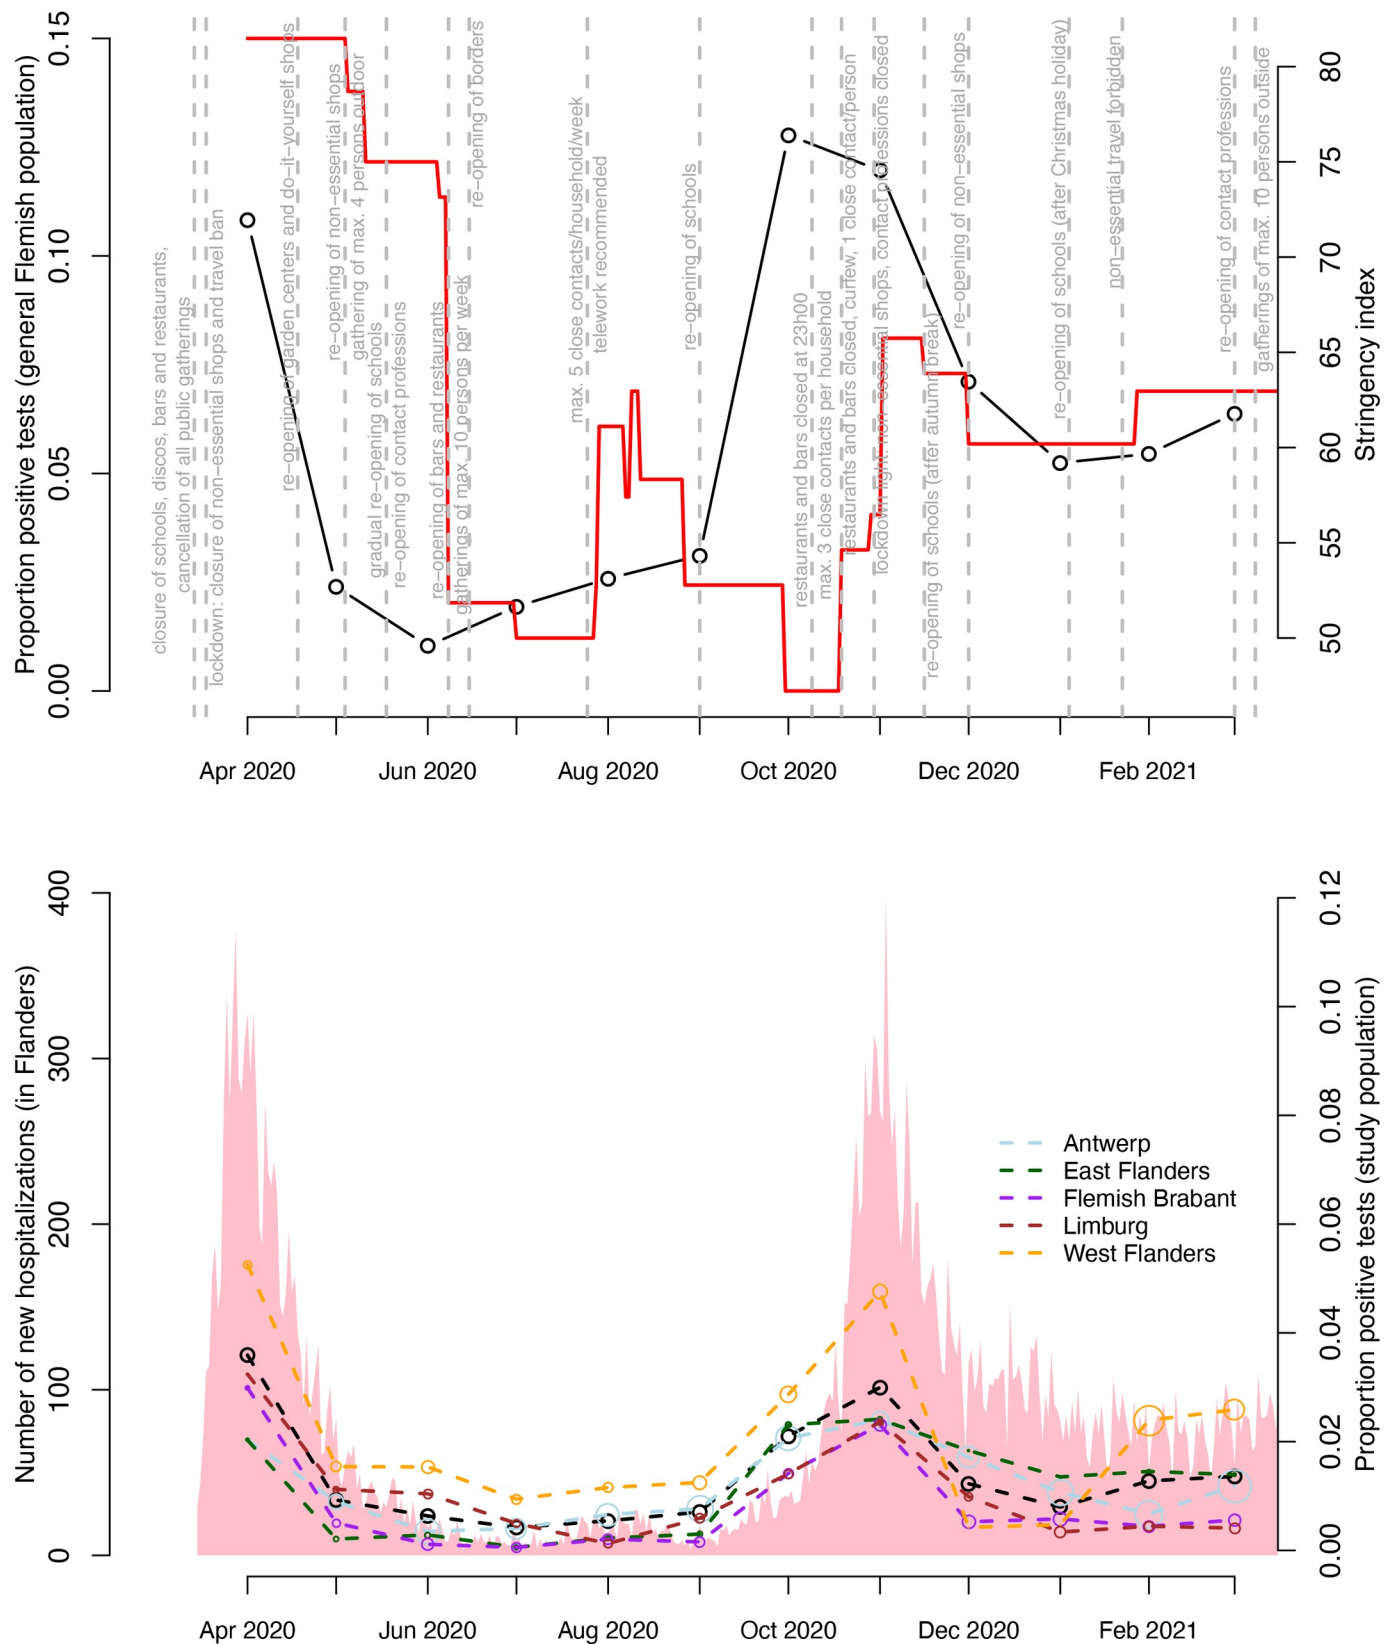 Proportion positive tests (general Flemish population)
0.15
0.10
0.05
0.00
closure of schools, discos, bars and restaurants,
cancellation of all public gatherings
lockdown: closure of non−essential shops and travel ban
re−opening of garden centers and do−it−yourself shops
re−opening of non−essential shops
gathering of max. 4 persons outdoor
gradual re−opening of schools
re−opening of contact professions
re−opening of bars and restaurants
gatherings of max. 10 persons per week
re−opening of borders
max. 5 close contacts/household/week
telework recommended
re−opening of schools
restaurants and bars closed at 23h00
max. 3 close contacts per household
restaurants and bars closed, curfew, 1 close contact/person
lockdown light: non−essential shops, contact professions closed
re−opening of schools (after autumn break)
re−opening of non−essential shops
re−opening of schools (after Christmas holiday)
non−essential travel forbidden
re−opening of contact professions
gatherings of max. 10 persons outside
80
75
70
65
60
55
50
Stringency index
Apr 2020 Jun 2020 Aug 2020 Oct 2020 Dec 2020 Feb 2021
Number of new hospitalizations (in Flanders)
400
300
200
100
0
Antwerp
East Flanders
Flemish Brabant
Limburg
West Flanders
0.12
0.10
0.08
0.06
0.04
0.02
0.00
Proportion positive tests (study population)
Apr 2020 Jun 2020 Aug 2020 Oct 2020 Dec 2020 Feb 2021